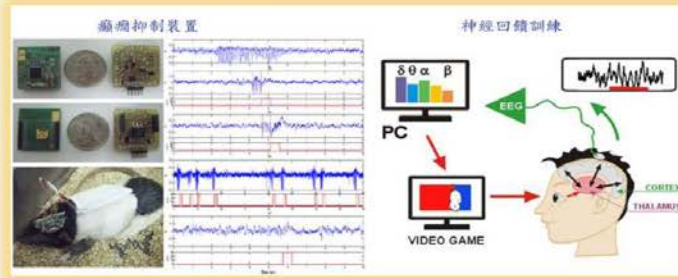 癲癇抑制裝置
神經回饋訓練
δ θ α β
PC
EEG
VIDEO GAME
CORTEX
THALAMUS